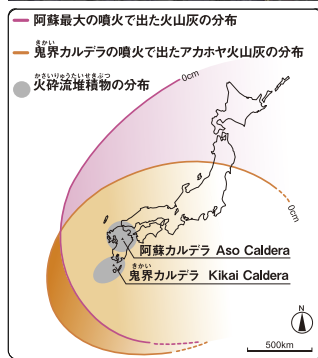 阿蘇最大の噴火で出た火山灰の分布
きかい
鬼界カルデラの噴火で出たアカホヤ火山灰の分布
かさいりゅうたいせきぶつ
火砕流堆積物の分布
0cm
0cm
阿蘇カルデラ Aso Caldera
きかい
鬼界カルデラ Kikai Caldera
N
500km